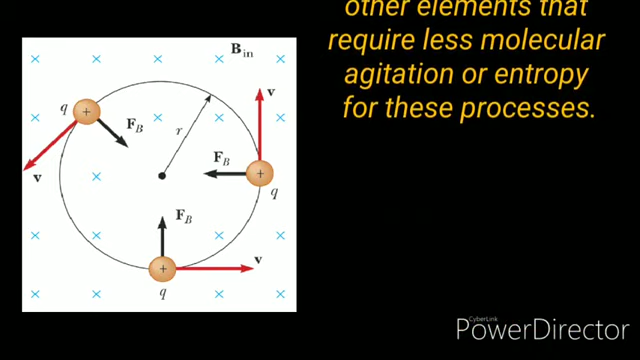 other elements that
require less molecular
agitation or entropy
for these processes.
B in
q
v
F B
r
F B
v
q
F B
v
q
CyberLink
PowerDirector